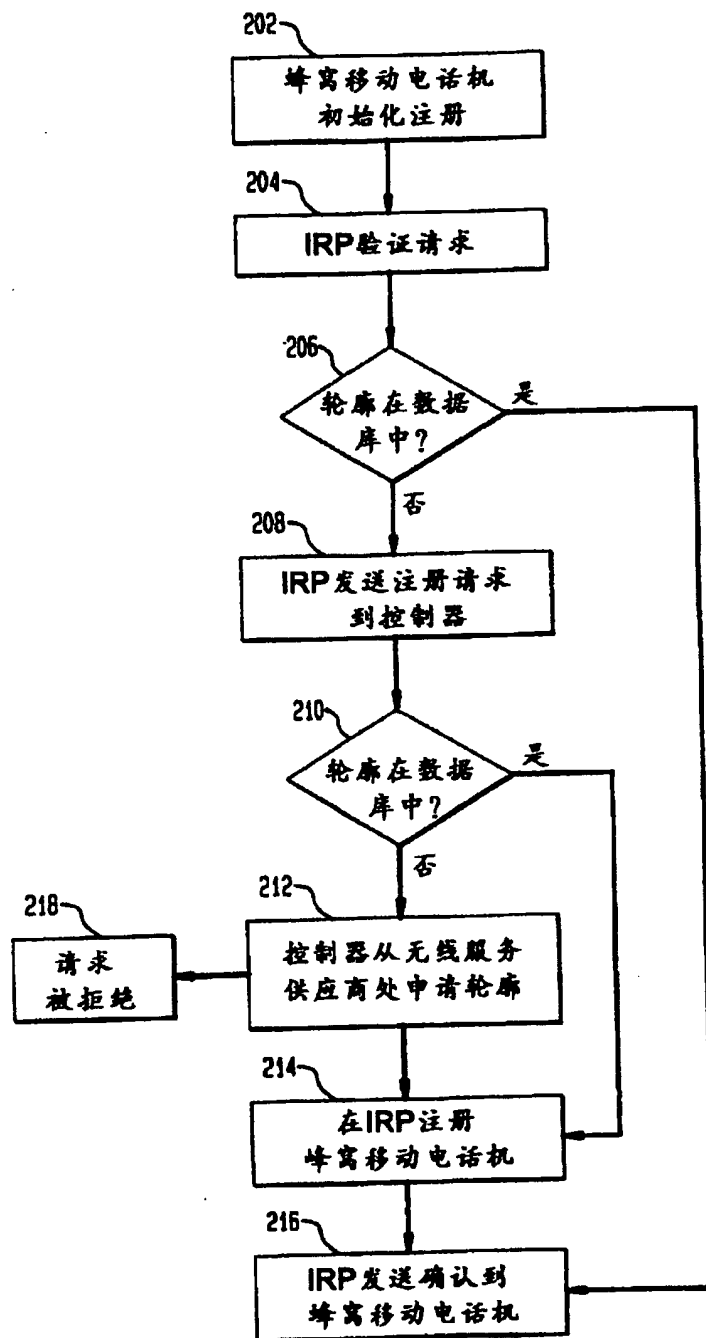 202
蜂窝移动电话机
初始化注册
204
IRP验证请求
206
轮廓在数据
库中?
是
否
208
IRP发送注册请求
到控制器
210
轮廓在数据
库中?
是
否
212
控制器从无线服务
供应商处申请轮廓
218
请求
被拒绝
214
在IRP注册
蜂窝移动电话机
216
IRP发送确认到
蜂窝移动电话机